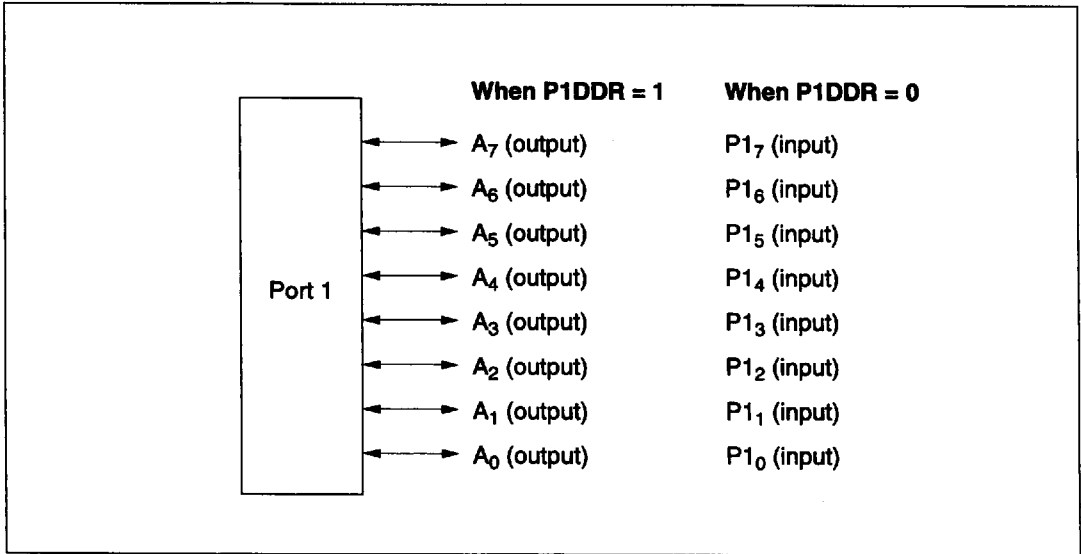 When P1DDR = 1 When P1DDR = 0
A₇ (output) P1₇ (input)
A₆ (output) P1₆ (input)
A₅ (output) P1₅ (input)
Port 1 A₄ (output) P1₄ (input)
A₃ (output) P1₃ (input)
A₂ (output) P1₂ (input)
A₁ (output) P1₁ (input)
A₀ (output) P1₀ (input)